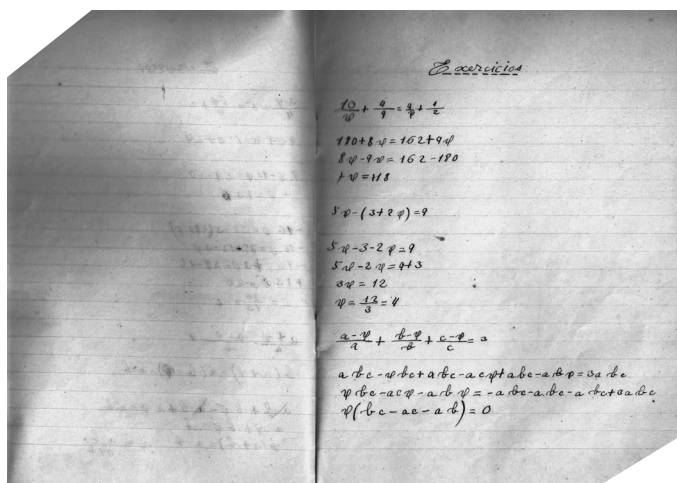 Exercicios
10/φ + 4/9 = 9/φ + 1/2
180+8φ=162+9φ
8φ-9φ=162-180
+φ=+18
5φ-(3+2φ)=9
5φ-3-2φ=9
5φ-2φ=9+3
3φ=12
φ=12/3=4
a-φ/a + b-φ/b + c-φ/c = 3
abc-φbc+abc-acφ+abc-abφ=3abc
φbc-acφ-abφ=-abc-abc-abc+3abc
φ(bc-ac-ab)=0